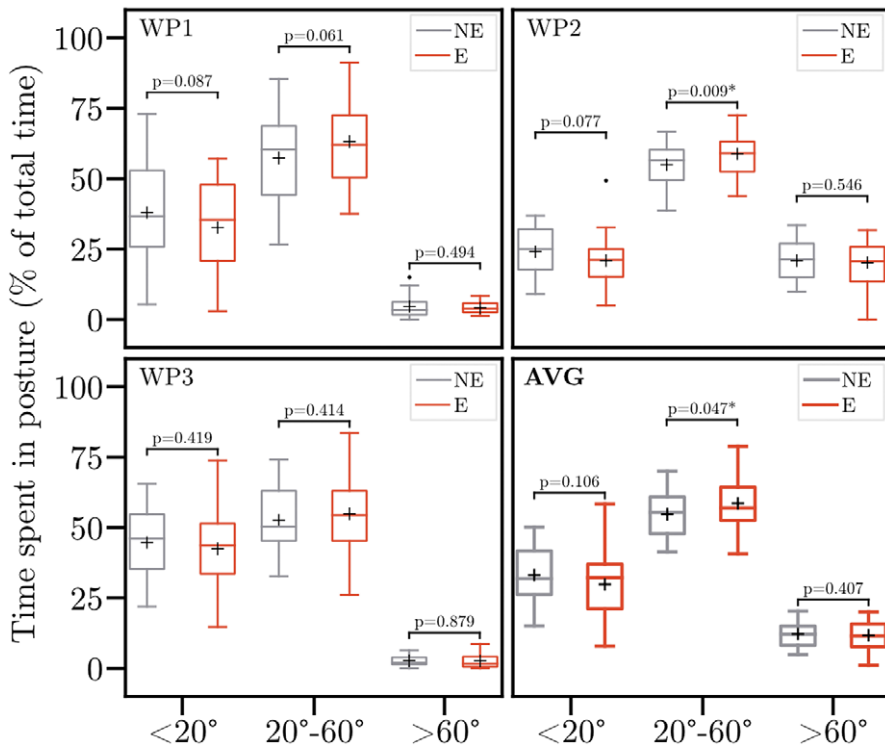 Time spent in posture (% of total time)
WP1
NE
E
100
75
50
25
0
p=0.087
p=0.061
p=0.494
WP2
NE
E
p=0.077
p=0.009*
p=0.546
WP3
NE
E
100
75
50
25
0
p=0.419
p=0.414
p=0.879
AVG
NE
E
p=0.106
p=0.047*
p=0.407
<20° 20°-60° >60° <20° 20°-60° >60°